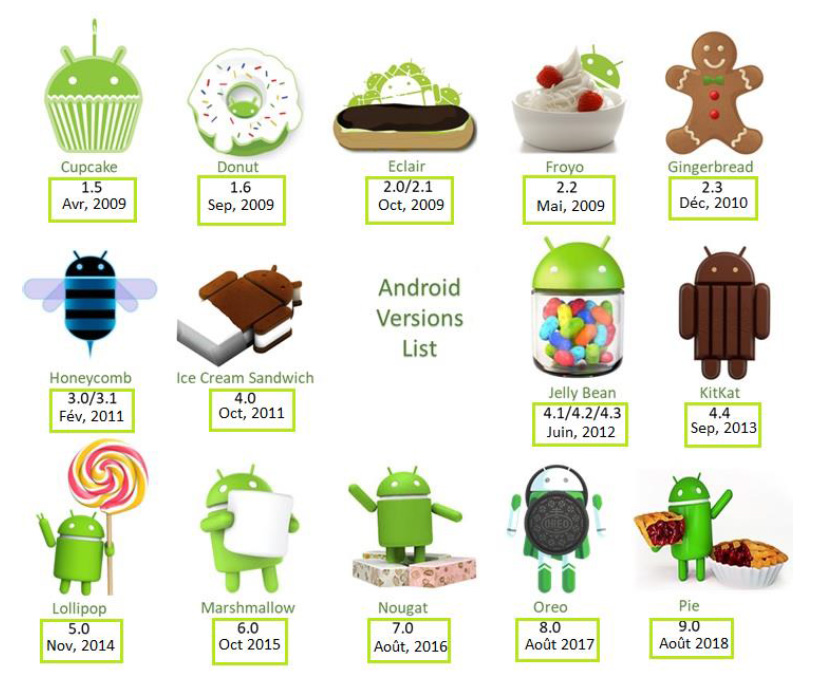 Cupcake
1.5
Avr, 2009
Donut
1.6
Sep, 2009
Eclair
2.0/2.1
Oct, 2009
Froyo
2.2
Mai, 2009
Gingerbread
2.3
Déc, 2010
Honeycomb
3.0/3.1
Fév, 2011
Ice Cream Sandwich
4.0
Oct, 2011
Android
Versions
List
Jelly Bean
4.1/4.2/4.3
Juin, 2012
KitKat
4.4
Sep, 2013
Lollipop
5.0
Nov, 2014
Marshmallow
6.0
Oct 2015
Nougat
7.0
Août, 2016
OREO
Oreo
8.0
Août 2017
Pie
9.0
Août 2018